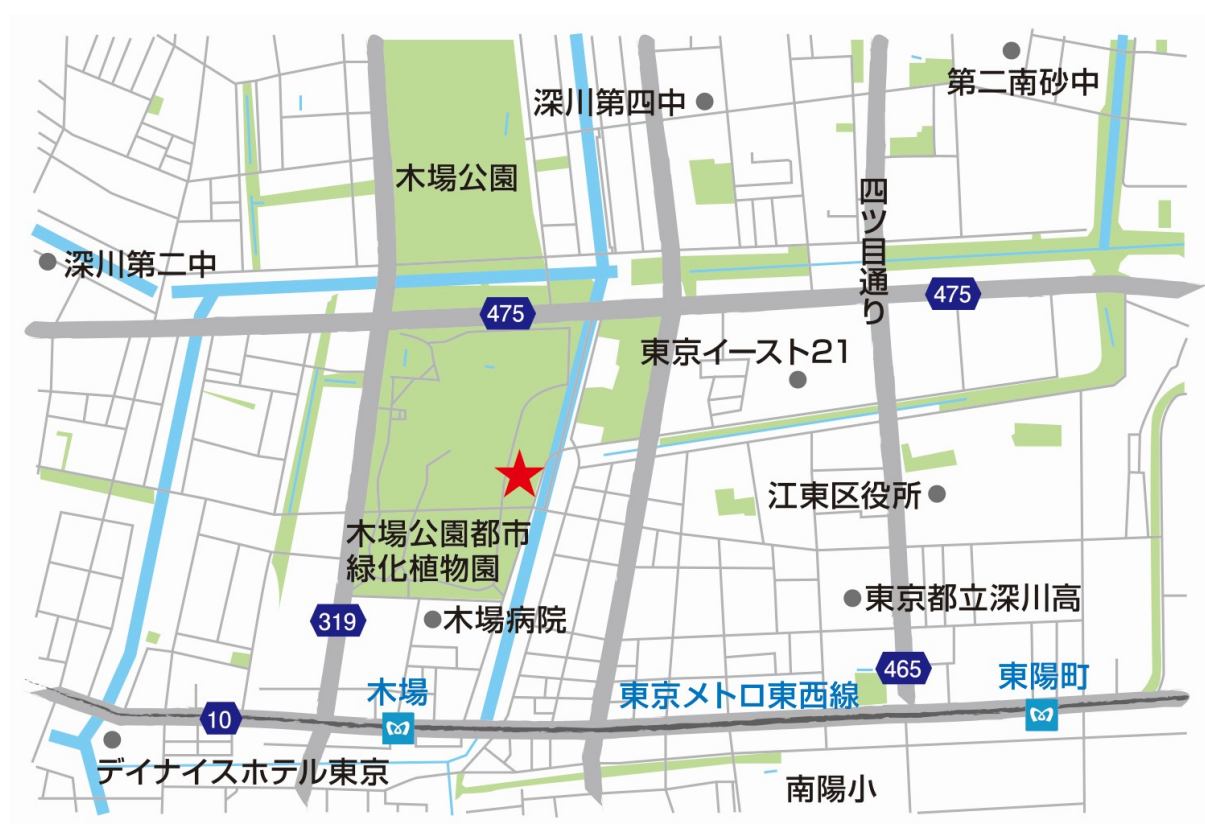 第二南砂中
深川第四中
木場公園
四ツ目通り
深川第二中
475
475
東京イースト21
江東区役所
木場公園都市
緑化植物園
東京都立深川高
319
木場病院
465
東陽町
木場
東京メトロ東西線
10
デイナイスホテル東京
南陽小